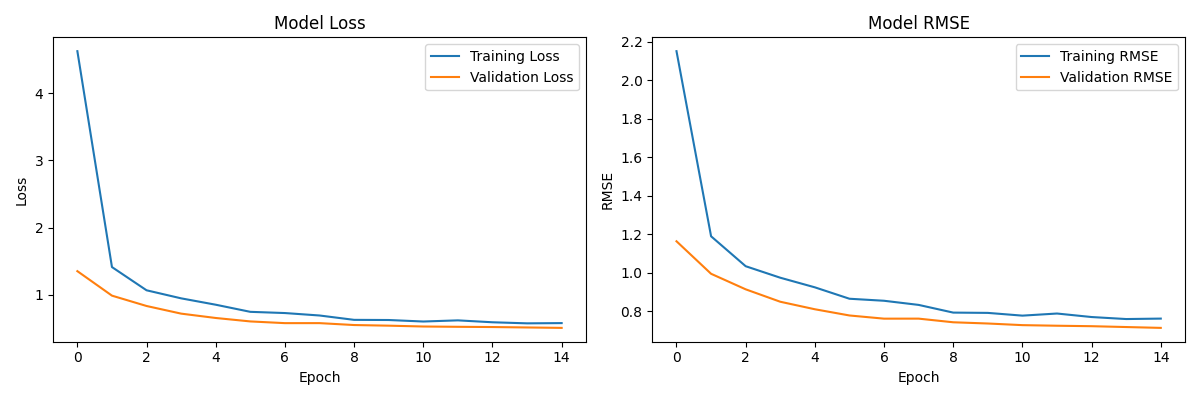 Model Loss
Training Loss
Validation Loss
4
3
2
1
Loss
0 2 4 6 8 10 12 14
Epoch
Model RMSE
Training RMSE
Validation RMSE
2.2
2.0
1.8
1.6
1.4
1.2
1.0
0.8
RMSE
0 2 4 6 8 10 12 14
Epoch